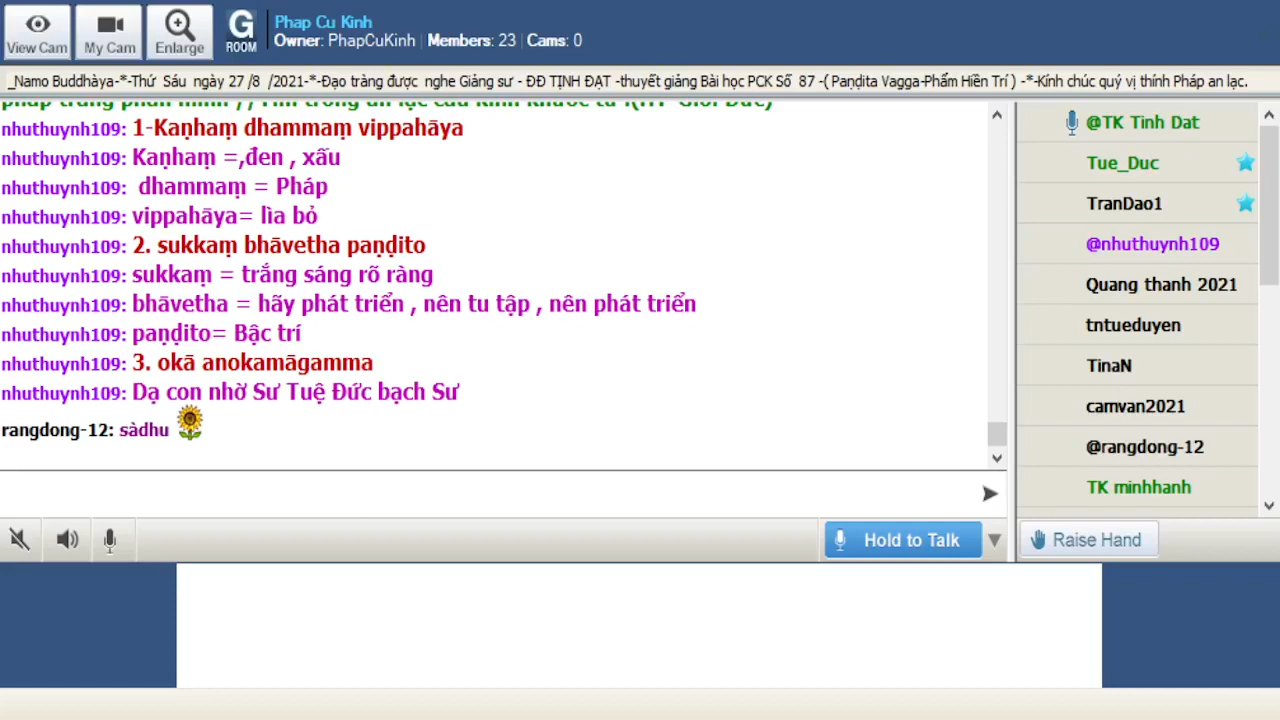 View Cam
My Cam
Enlarge
G
ROOM
Phap Cu Kinh
Owner: PhapCuKinh | Members: 23 | Cams: 0
_Namo Buddhàya-*-Thứ Sáu ngày 27 /8 /2021-*-Đạo tràng được nghe Giảng sư - ĐĐ TỊNH ĐẠT -thuyết giảng Bài học PCK Số 87 -( Paṇḍita Vagga-Phẩm Hiền Trí ) -*-Kính chúc quý vị thính Pháp an lạc.
nhuthuynh109: 1-Kaṇhaṃ dhammaṃ vippahāya
nhuthuynh109: Kaṇhaṃ =,đen , xấu
nhuthuynh109: dhammaṃ = Pháp
nhuthuynh109: vippahāya= lìa bỏ
nhuthuynh109: 2. sukkaṃ bhāvetha paṇḍito
nhuthuynh109: sukkaṃ = trắng sáng rõ ràng
nhuthuynh109: bhāvetha = hãy phát triển , nên tu tập , nên phát triển
nhuthuynh109: paṇḍito= Bậc trí
nhuthuynh109: 3. okā anokamāgamma
nhuthuynh109: Dạ con nhờ Sư Tuệ Đức bạch Sư
rangdong-12: sàdhu
@TK Tinh Dat
Tue_Duc
TranDao1
@nhuthuynh109
Quang thanh 2021
tntueduyen
TinaN
camvan2021
@rangdong-12
TK minhhanh
Hold to Talk
Raise Hand